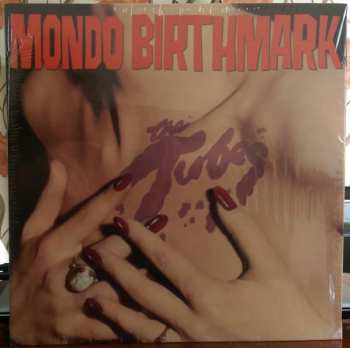 MONDO BIRTHMARK
the
Tubes